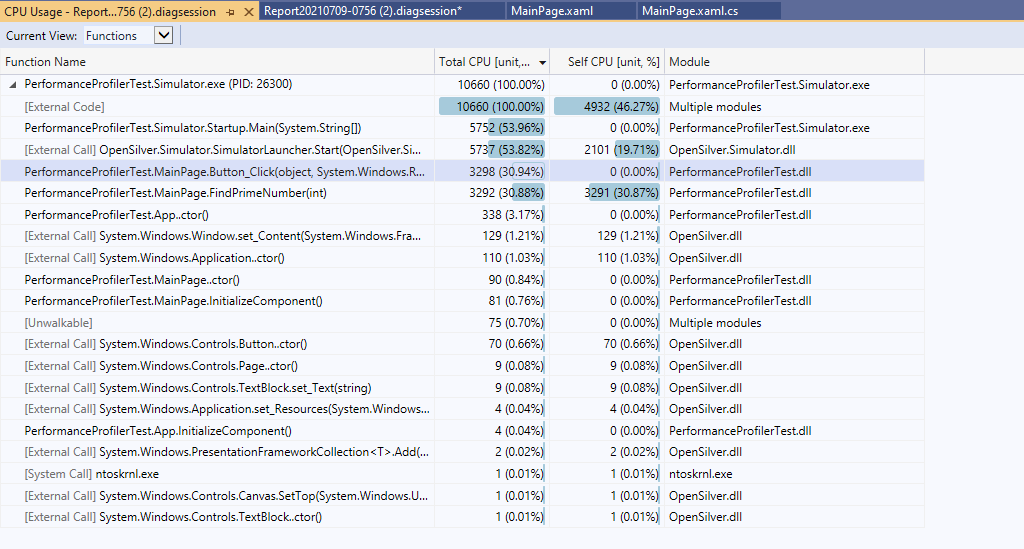 CPU Usage - Report...756 (2).diagsession Report20210709-0756 (2).diagsession* MainPage.xaml MainPage.xaml.cs
Current View: Functions
Function Name Total CPU [unit,... Self CPU [unit, %] Module
PerformanceProfilerTest.Simulator.exe (PID: 26300) 10660 (100.00%) 0 (0.00%) PerformanceProfilerTest.Simulator.exe
[External Code] 10660 (100.00%) 4932 (46.27%) Multiple modules
PerformanceProfilerTest.Simulator.Startup.Main(System.String[]) 5752 (53.96%) 0 (0.00%) PerformanceProfilerTest.Simulator.exe
[External Call] OpenSilver.Simulator.SimulatorLauncher.Start(OpenSilver.Si... 5737 (53.82%) 2101 (19.71%) OpenSilver.Simulator.dll
PerformanceProfilerTest.MainPage.Button_Click(object, System.Windows.R... 3298 (30.94%) 0 (0.00%) PerformanceProfilerTest.dll
PerformanceProfilerTest.MainPage.FindPrimeNumber(int) 3292 (30.88%) 3291 (30.87%) PerformanceProfilerTest.dll
PerformanceProfilerTest.App..ctor() 338 (3.17%) 0 (0.00%) PerformanceProfilerTest.dll
[External Call] System.Windows.Window.set_Content(System.Windows.Fra... 129 (1.21%) 129 (1.21%) OpenSilver.dll
[External Call] System.Windows.Application..ctor() 110 (1.03%) 110 (1.03%) OpenSilver.dll
PerformanceProfilerTest.MainPage..ctor() 90 (0.84%) 0 (0.00%) PerformanceProfilerTest.dll
PerformanceProfilerTest.MainPage.InitializeComponent() 81 (0.76%) 0 (0.00%) PerformanceProfilerTest.dll
[Unwalkable] 75 (0.70%) 0 (0.00%) Multiple modules
[External Call] System.Windows.Controls.Button..ctor() 70 (0.66%) 70 (0.66%) OpenSilver.dll
[External Call] System.Windows.Controls.Page..ctor() 9 (0.08%) 9 (0.08%) OpenSilver.dll
[External Call] System.Windows.Controls.TextBlock.set_Text(string) 9 (0.08%) 9 (0.08%) OpenSilver.dll
[External Call] System.Windows.Application.set_Resources(System.Windows... 4 (0.04%) 4 (0.04%) OpenSilver.dll
PerformanceProfilerTest.App.InitializeComponent() 4 (0.04%) 0 (0.00%) PerformanceProfilerTest.dll
[External Call] System.Windows.PresentationFrameworkCollection<T>.Add(... 2 (0.02%) 2 (0.02%) OpenSilver.dll
[System Call] ntoskrnl.exe 1 (0.01%) 1 (0.01%) ntoskrnl.exe
[External Call] System.Windows.Controls.Canvas.SetTop(System.Windows.U... 1 (0.01%) 1 (0.01%) OpenSilver.dll
[External Call] System.Windows.Controls.TextBlock..ctor() 1 (0.01%) 1 (0.01%) OpenSilver.dll